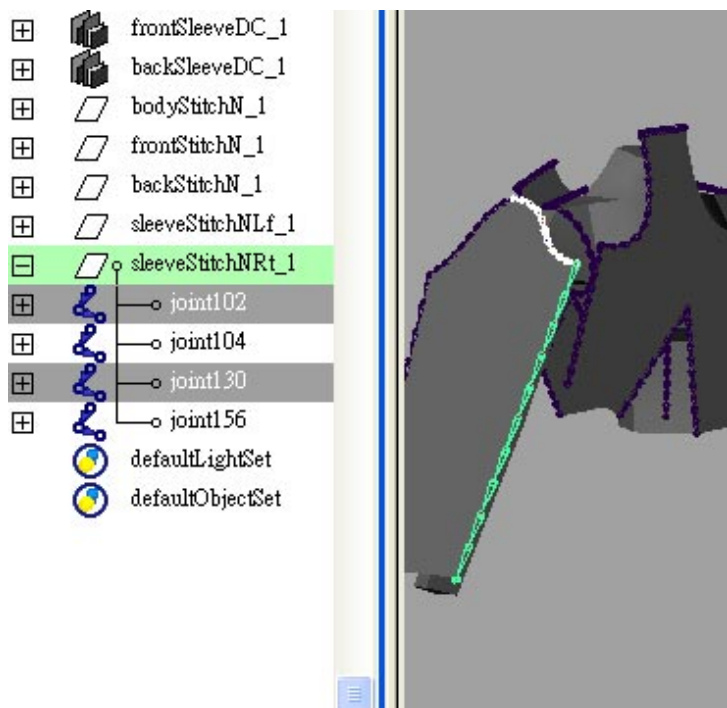 frontSleeveDC_1
backSleeveDC_1
bodyStitchN_1
frontStitchN_1
backStitchN_1
sleeveStitchNLf_1
sleeveStitchNRt_1
joint102
joint104
joint130
joint156
defaultLightSet
defaultObjectSet